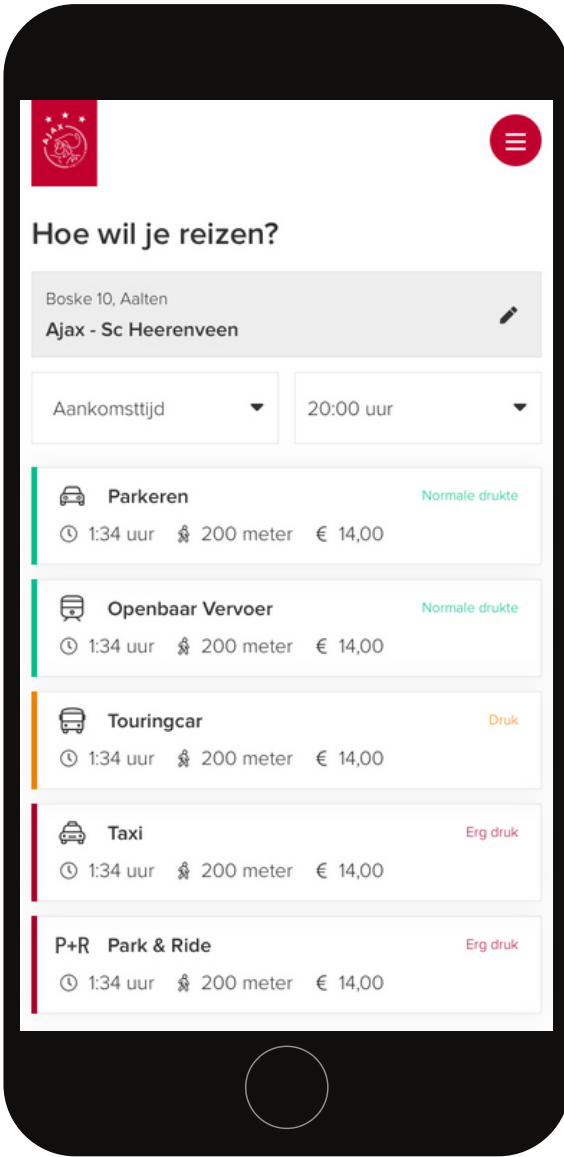 AJAX
Hoe wil je reizen?
Boske 10, Aalten
Ajax - Sc Heerenveen
Aankomsttijd
20:00 uur
Parkeren
Normale drukte
1:34 uur 200 meter € 14,00
Openbaar Vervoer
Normale drukte
1:34 uur 200 meter € 14,00
Touringcar
Druk
1:34 uur 200 meter € 14,00
Taxi
Erg druk
1:34 uur 200 meter € 14,00
P+R Park & Ride
Erg druk
1:34 uur 200 meter € 14,00